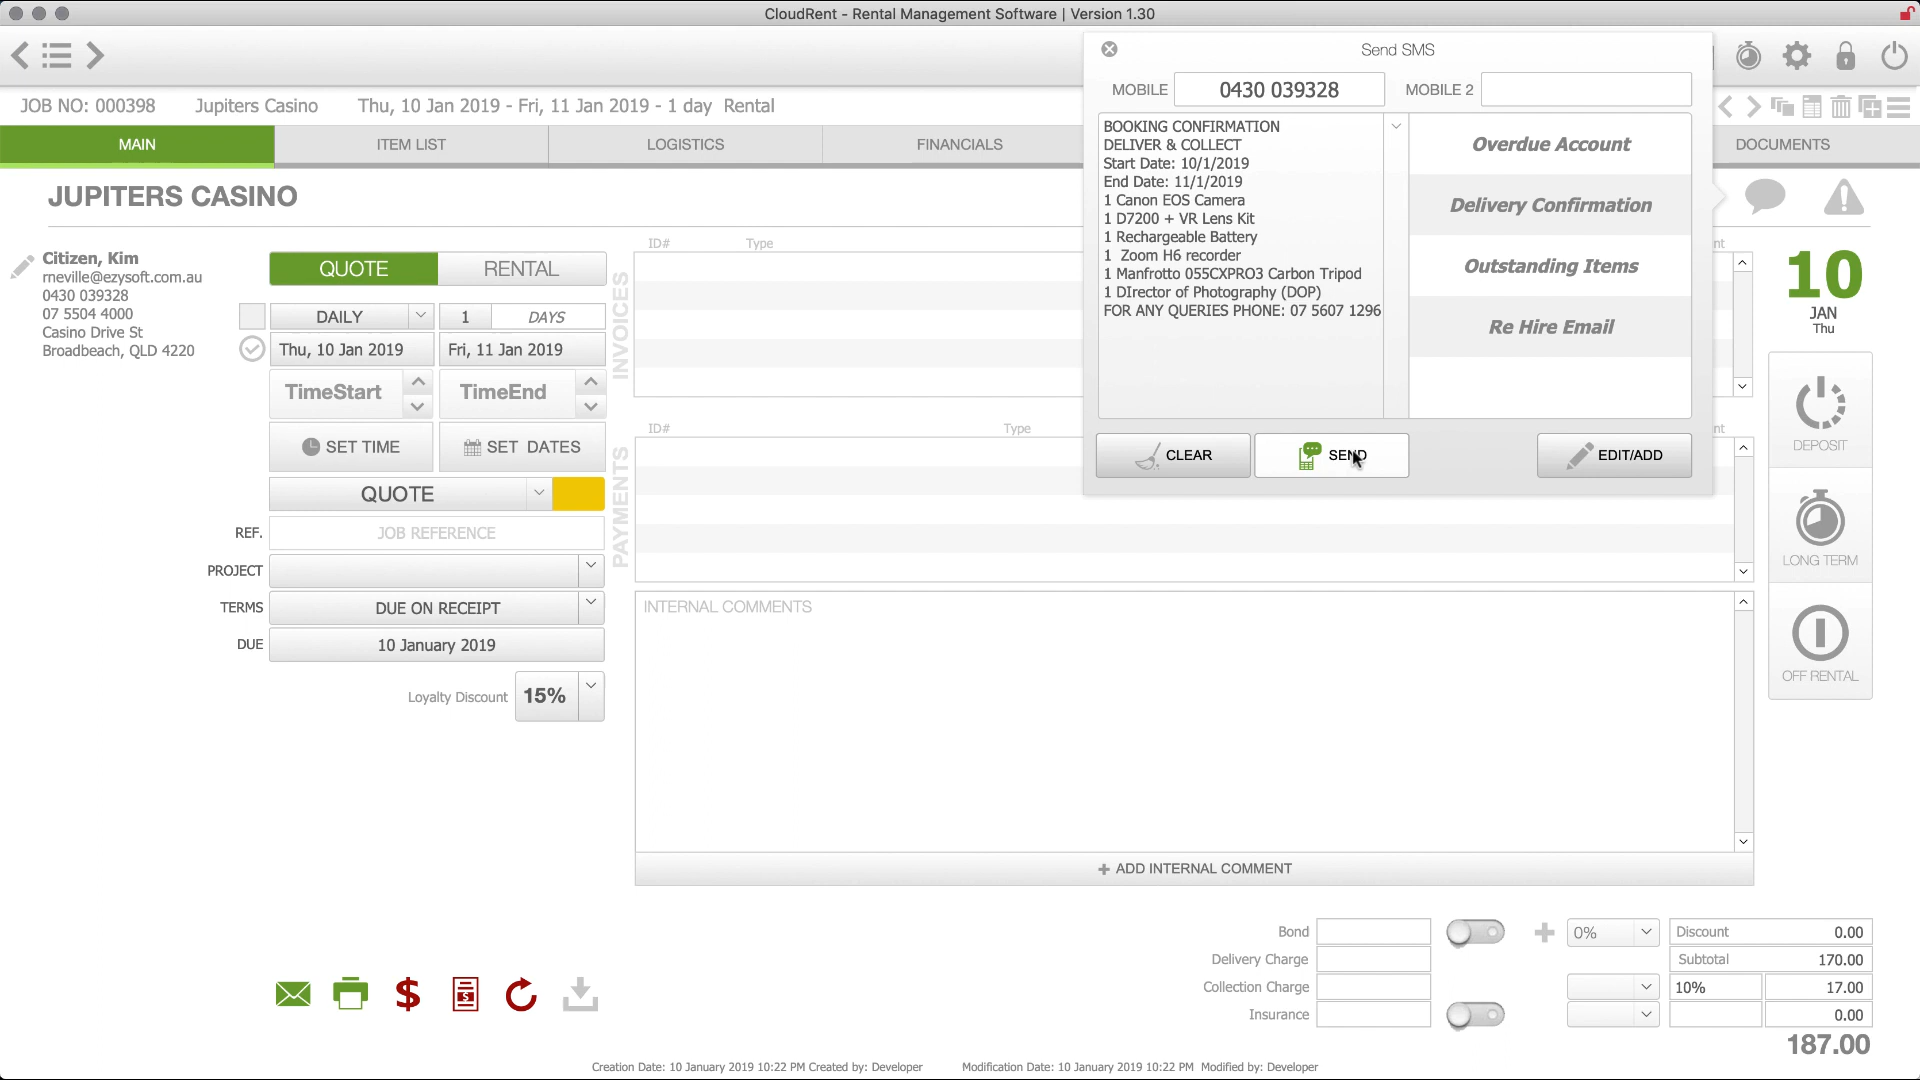 CloudRent - Rental Management Software | Version 1.30
Send SMS
MOBILE 0430 039328 MOBILE 2
JOB NO: 000398 Jupiters Casino Thu, 10 Jan 2019 - Fri, 11 Jan 2019 - 1 day Rental
MAIN ITEM LIST LOGISTICS FINANCIALS DOCUMENTS
BOOKING CONFIRMATION
DELIVER & COLLECT
Start Date: 10/1/2019
End Date: 11/1/2019
1 Canon EOS Camera
1 D7200 + VR Lens Kit
1 Rechargeable Battery
1 Zoom H6 recorder
1 Manfrotto 055CXPRO3 Carbon Tripod
1 DIrector of Photography (DOP)
FOR ANY QUERIES PHONE: 07 5607 1296
Overdue Account
Delivery Confirmation
Outstanding Items
Re Hire Email
CLEAR SEND EDIT/ADD
JUPITERS CASINO
Citizen, Kim
rneville@ezysoft.com.au
0430 039328
07 5504 4000
Casino Drive St
Broadbeach, QLD 4220
QUOTE RENTAL
DAILY 1 DAYS
Thu, 10 Jan 2019 Fri, 11 Jan 2019
TimeStart TimeEnd
SET TIME SET DATES
QUOTE
REF. JOB REFERENCE
PROJECT
TERMS DUE ON RECEIPT
DUE 10 January 2019
Loyalty Discount 15%
ID# Type nt
INVOICES
ID# Type nt
PAYMENTS
INTERNAL COMMENTS
ADD INTERNAL COMMENT
10
JAN
Thu
DEPOSIT
LONG TERM
OFF RENTAL
Bond 0% Discount 0.00
Delivery Charge Subtotal 170.00
Collection Charge 10% 17.00
Insurance 0.00
187.00
Creation Date: 10 January 2019 10:22 PM Created by: Developer Modification Date: 10 January 2019 10:22 PM Modified by: Developer